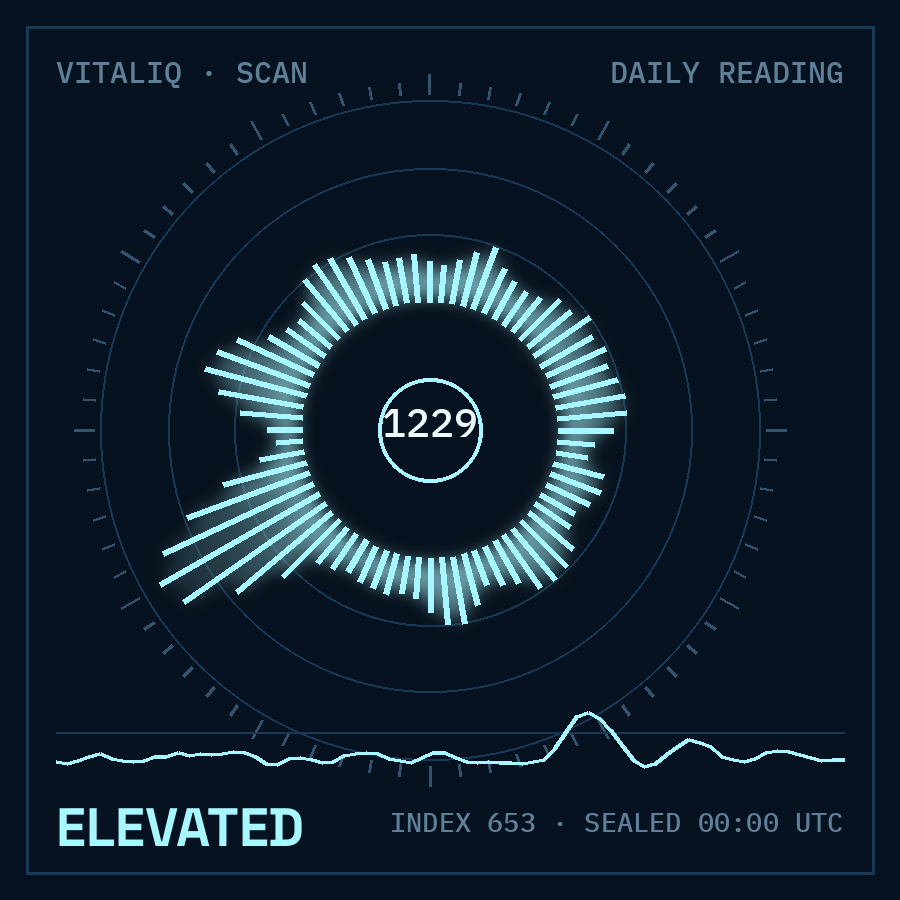 VITALIQ · SCAN
DAILY READING
1229
ELEVATED
INDEX 653 · SEALED 00:00 UTC